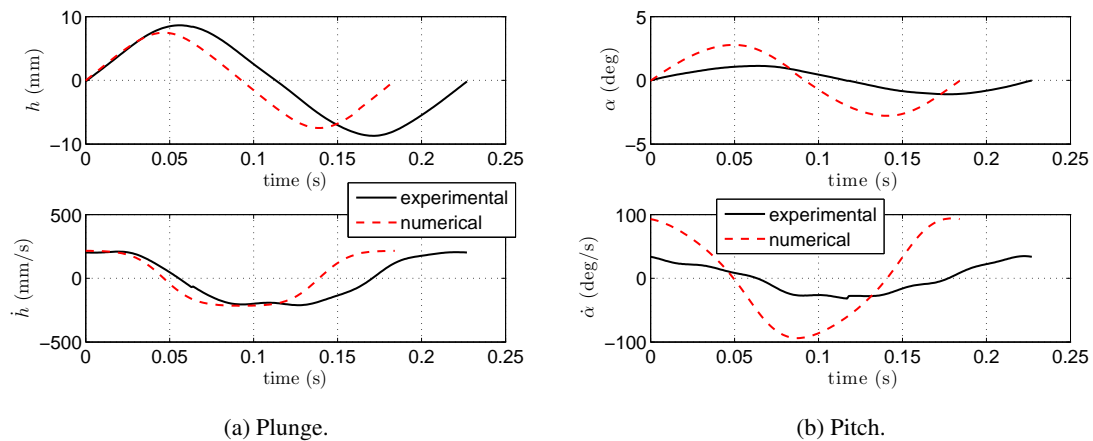 10
0
−10
h (mm)
0 0.05 0.1 0.15 0.2 0.25
time (s)
500
0
−500
ḣ (mm/s)
experimental
numerical
0 0.05 0.1 0.15 0.2 0.25
time (s)
(a) Plunge.
5
0
−5
α (deg)
0 0.05 0.1 0.15 0.2 0.25
time (s)
100
0
−100
α̇ (deg/s)
experimental
numerical
0 0.05 0.1 0.15 0.2 0.25
time (s)
(b) Pitch.